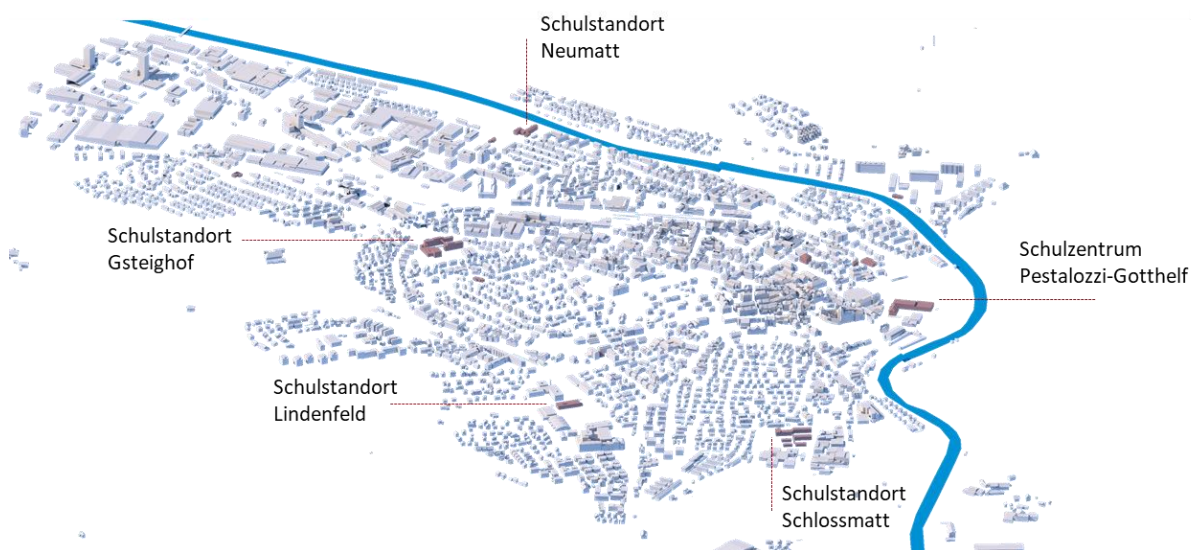 Schulstandort
Neumatt
Schulstandort
Gsteighof
Schulzentrum
Pestalozzi-Gotthelf
Schulstandort
Lindenfeld
Schulstandort
Schlossmatt